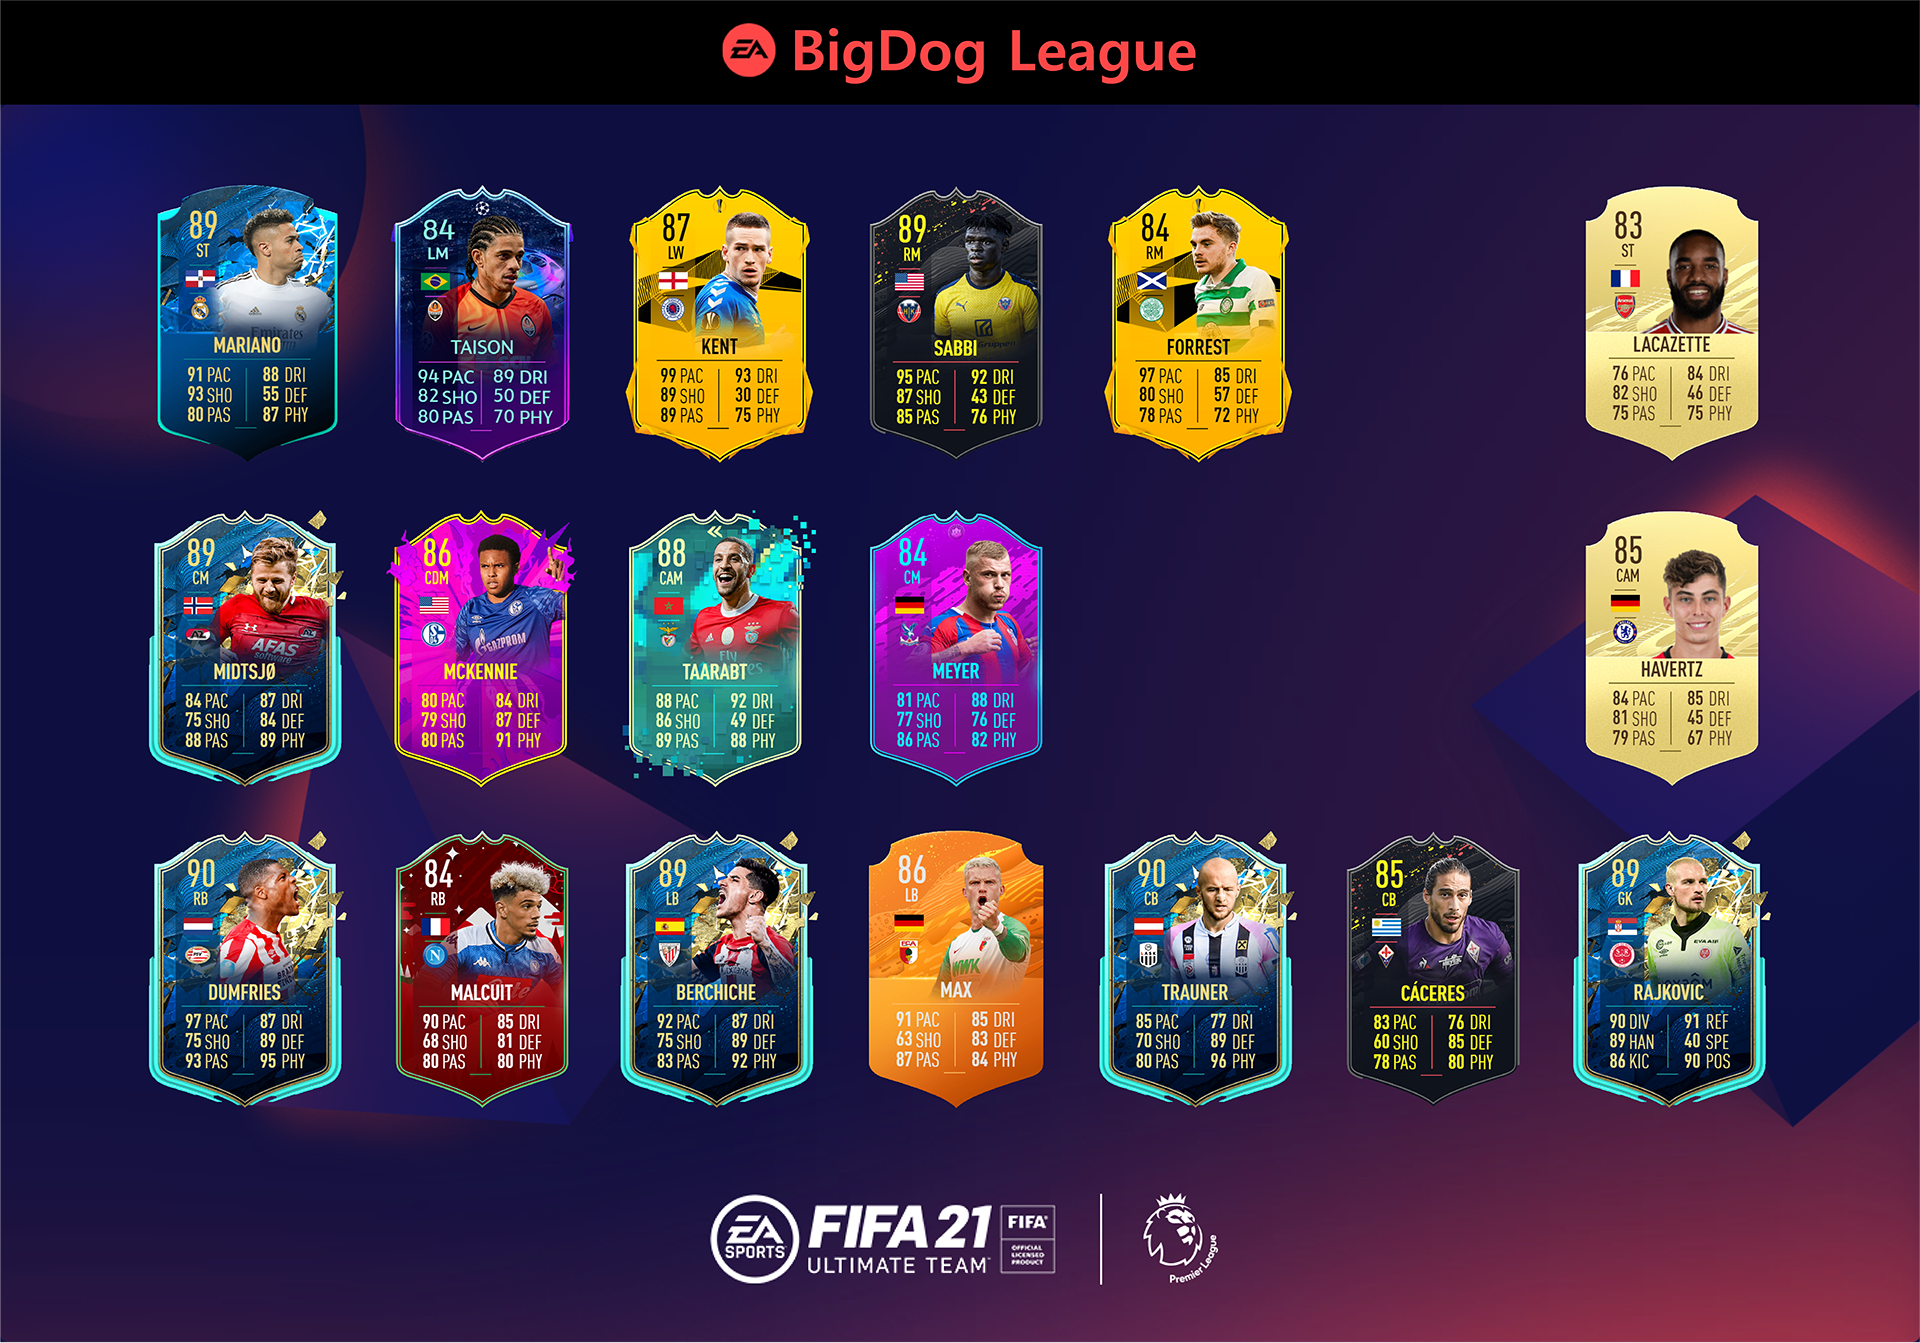 EA BigDog League
89
ST
MARIANO
91 PAC 88 DRI
93 SHO 55 DEF
80 PAS 87 PHY
84
LM
TAISON
94 PAC 89 DRI
82 SHO 50 DEF
80 PAS 70 PHY
87
LW
KENT
99 PAC 93 DRI
89 SHO 30 DEF
89 PAS 75 PHY
89
RM
SABBI
95 PAC 92 DRI
87 SHO 43 DEF
85 PAS 76 PHY
84
RM
FORREST
97 PAC 85 DRI
80 SHO 57 DEF
78 PAS 72 PHY
83
ST
LACAZETTE
76 PAC 84 DRI
82 SHO 46 DEF
75 PAS 75 PHY
89
CM
AFAS
software
MIDTSJØ
84 PAC 87 DRI
75 SHO 84 DEF
88 PAS 89 PHY
86
CDM
GAZPROM
MCKENNIE
80 PAC 84 DRI
79 SHO 87 DEF
80 PAS 91 PHY
88
CAM
TAARABT
88 PAC 92 DRI
86 SHO 49 DEF
89 PAS 88 PHY
84
CM
MEYER
81 PAC 88 DRI
77 SHO 76 DEF
86 PAS 82 PHY
85
CAM
HAVERTZ
84 PAC 85 DRI
81 SHO 45 DEF
79 PAS 67 PHY
90
RB
DUMFRIES
97 PAC 87 DRI
75 SHO 89 DEF
93 PAS 95 PHY
84
RB
MALCUIT
90 PAC 85 DRI
68 SHO 81 DEF
80 PAS 80 PHY
89
LB
BERCHICHE
92 PAC 87 DRI
75 SHO 89 DEF
83 PAS 92 PHY
86
LB
WWK
MAX
91 PAC 85 DRI
63 SHO 83 DEF
87 PAS 84 PHY
90
CB
TRAUNER
85 PAC 77 DRI
70 SHO 89 DEF
80 PAS 96 PHY
85
CB
CÁCERES
83 PAC 76 DRI
60 SHO 85 DEF
78 PAS 80 PHY
89
GK
RAJKOVIĆ
90 DIV 91 REF
89 HAN 40 SPE
86 KIC 90 POS
EA SPORTS FIFA 21
ULTIMATE TEAM
FIFA
OFFICIAL
LICENSED
PRODUCT
Premier League